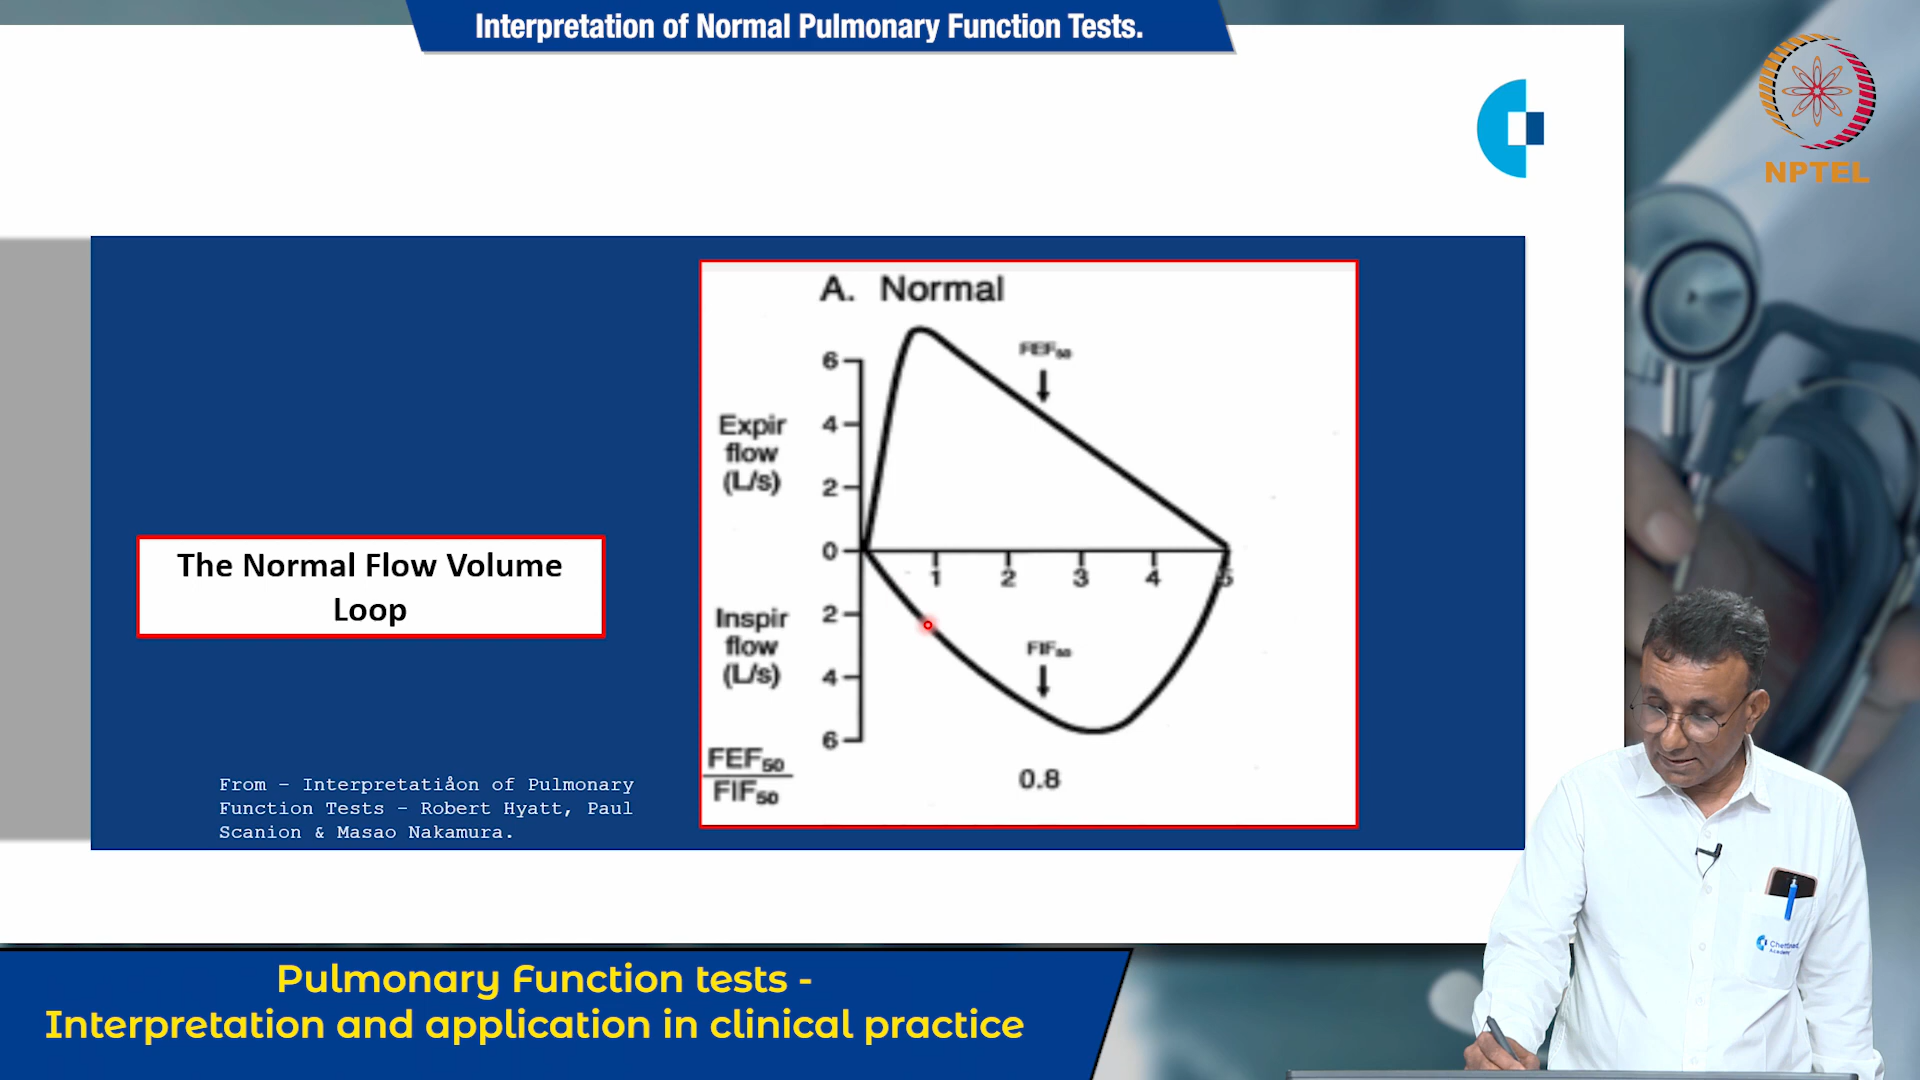 Interpretation of Normal Pulmonary Function Tests.
NPTEL
A. Normal
FEF50
6
Expir
flow
(L/s)
4
2
0
1 2 3 4 5
Inspir
flow
(L/s)
2
FIF50
4
6
FEF50
FIF50
0.8
The Normal Flow Volume
Loop
From – Interpretatiåon of Pulmonary
Function Tests – Robert Hyatt, Paul
Scanion & Masao Nakamura.
Pulmonary Function tests -
Interpretation and application in clinical practice